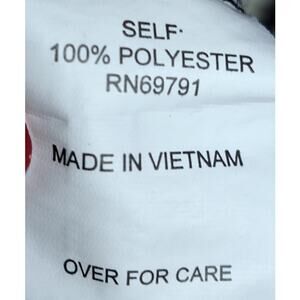 SELF·
100% POLYESTER
RN69791
MADE IN VIETNAM
OVER FOR CARE